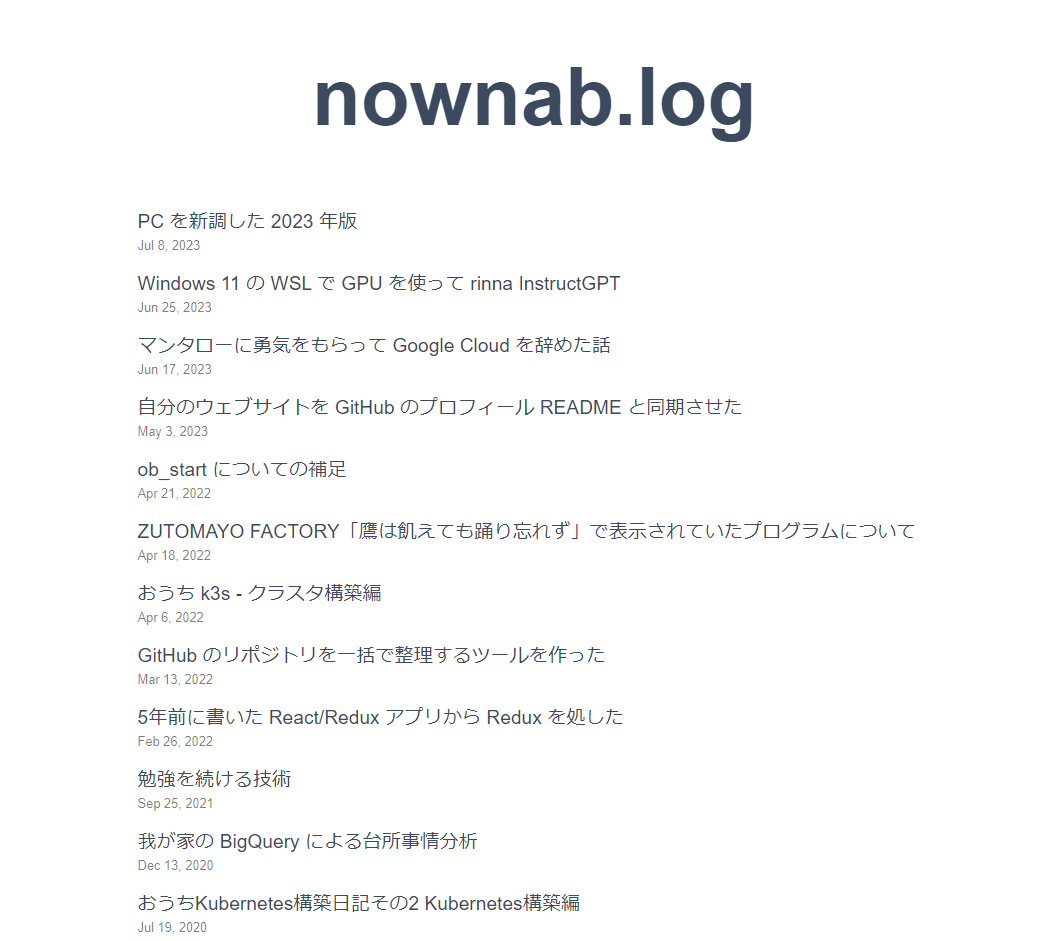 nownab.log
PC を新調した 2023 年版
Jul 8, 2023
Windows 11 の WSL で GPU を使って rinna InstructGPT
Jun 25, 2023
マンタローに勇気をもらって Google Cloud を辞めた話
Jun 17, 2023
自分のウェブサイトを GitHub のプロフィール README と同期させた
May 3, 2023
ob_start についての補足
Apr 21, 2022
ZUTOMAYO FACTORY「鷹は飢えても踊り忘れず」で表示されていたプログラムについて
Apr 18, 2022
おうち k3s - クラスタ構築編
Apr 6, 2022
GitHub のリポジトリを一括で整理するツールを作った
Mar 13, 2022
5年前に書いた React/Redux アプリから Redux を処した
Feb 26, 2022
勉強を続ける技術
Sep 25, 2021
我が家の BigQuery による台所事情分析
Dec 13, 2020
おうちKubernetes構築日記その2 Kubernetes構築編
Jul 19, 2020